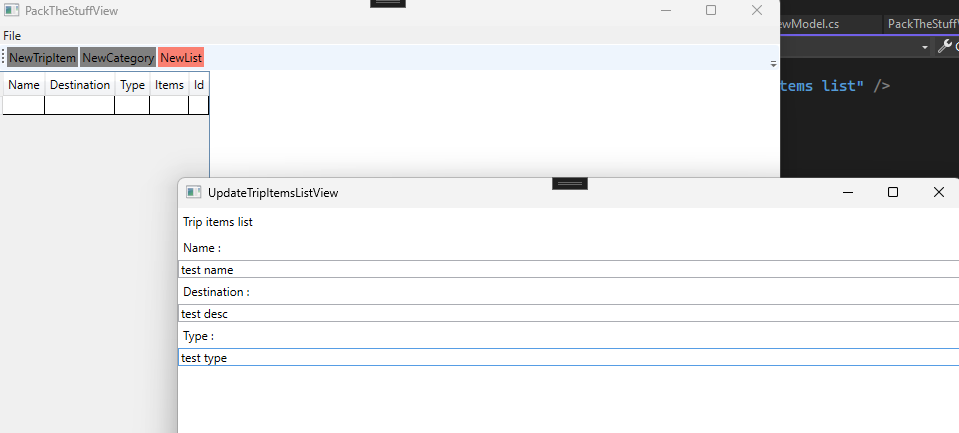 PackTheStuffView
ewModel.cs PackTheStuffV
File
NewTripItem NewCategory NewList
Name Destination Type Items Id
tems list" />
UpdateTripItemsListView
Trip items list
Name :
test name
Destination :
test desc
Type :
test type